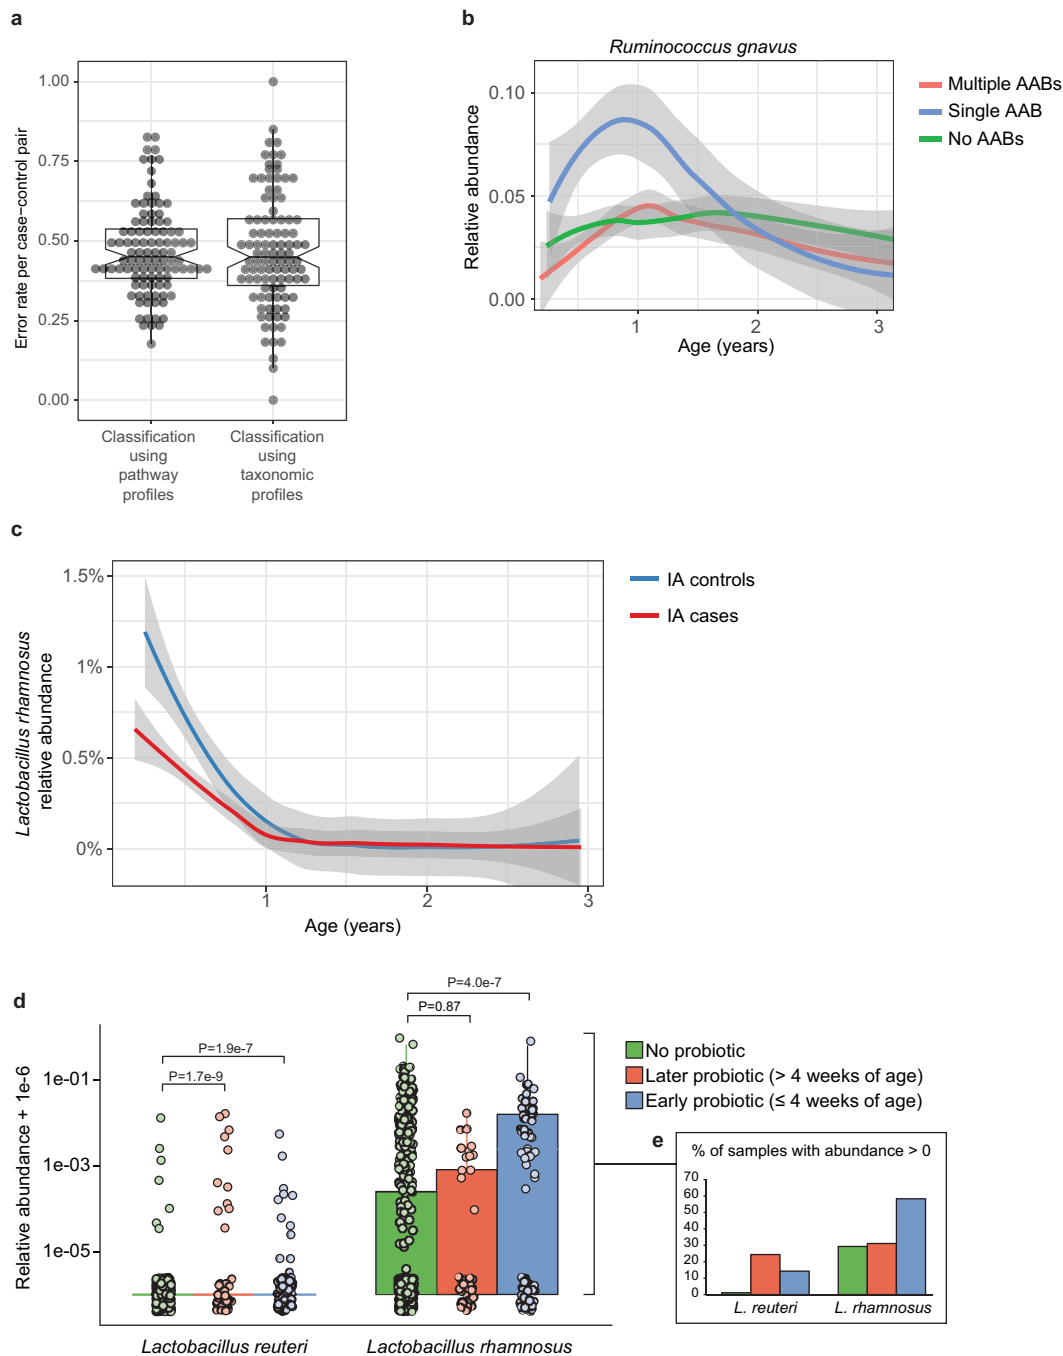 a
1.00
0.75
0.50
0.25
0.00
Error rate per case−control pair
Classification
using
pathway
profiles
Classification
using
taxonomic
profiles
b
Ruminococcus gnavus
0.10
0.05
0.00
Relative abundance
1
2
3
Age (years)
Multiple AABs
Single AAB
No AABs
c
1.5%
1%
0.5%
0%
Lactobacillus rhamnosus
relative abundance
1
2
3
Age (years)
IA controls
IA cases
d
Relative abundance + 1e-6
1e−01
1e−03
1e−05
P=1.9e-7
P=1.7e-9
P=4.0e-7
P=0.87
Lactobacillus reuteri
Lactobacillus rhamnosus
No probiotic
Later probiotic (> 4 weeks of age)
Early probiotic (≤ 4 weeks of age)
e
% of samples with abundance > 0
70
60
50
40
30
20
10
0
L. reuteri
L. rhamnosus